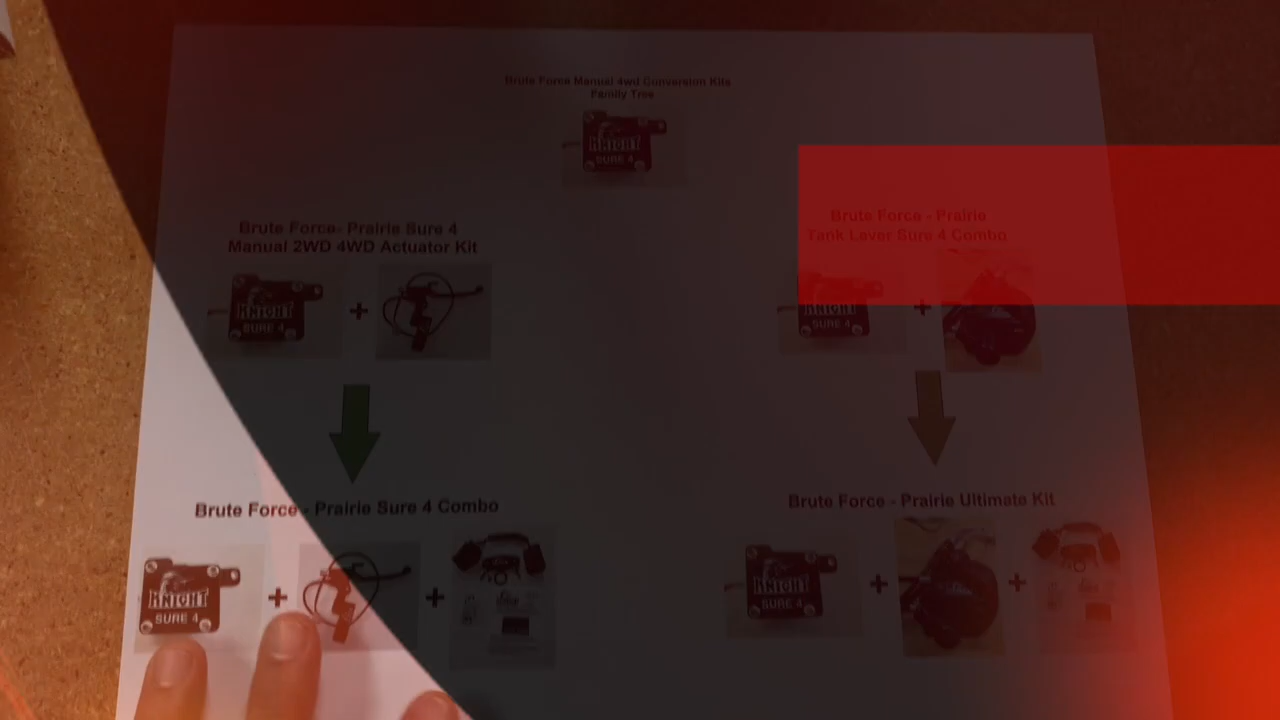 Brute Force Manual 4wd Conversion Kits
Family Tree
KNIGHT
SURE 4
Brute Force- Prairie Sure 4
Manual 2WD 4WD Actuator Kit
KNIGHT
SURE 4
+
Brute Force - Prairie
Tank Lever Sure 4 Combo
KNIGHT
SURE 4
+
Brute Force - Prairie Sure 4 Combo
KNIGHT
SURE 4
+
+
Brute Force - Prairie Ultimate Kit
KNIGHT
SURE 4
+
+